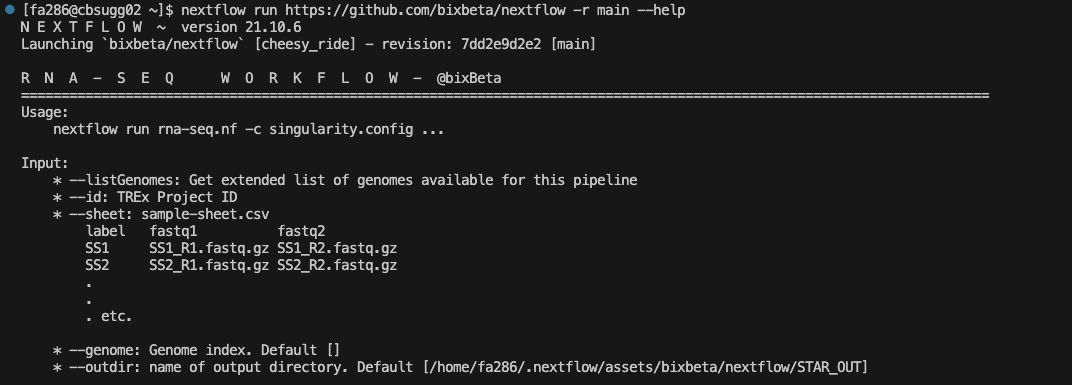 [fa286@cbsugg02 ~]$ nextflow run https://github.com/bixbeta/nextflow -r main --help
N E X T F L O W  ~  version 21.10.6
Launching `bixbeta/nextflow` [cheesy_ride] - revision: 7dd2e9d2e2 [main]
R  N  A  -  S  E  Q      W  O  R  K  F  L  O  W  -  @bixBeta
=========================================================================================================================
Usage:
    nextflow run rna-seq.nf -c singularity.config ...
Input:
    * --listGenomes: Get extended list of genomes available for this pipeline
    * --id: TREx Project ID
    * --sheet: sample-sheet.csv
        label   fastq1          fastq2
        SS1     SS1_R1.fastq.gz SS1_R2.fastq.gz
        SS2     SS2_R1.fastq.gz SS2_R2.fastq.gz
        .
        .
        . etc.
    * --genome: Genome index. Default []
    * --outdir: name of output directory. Default [/home/fa286/.nextflow/assets/bixbeta/nextflow/STAR_OUT]